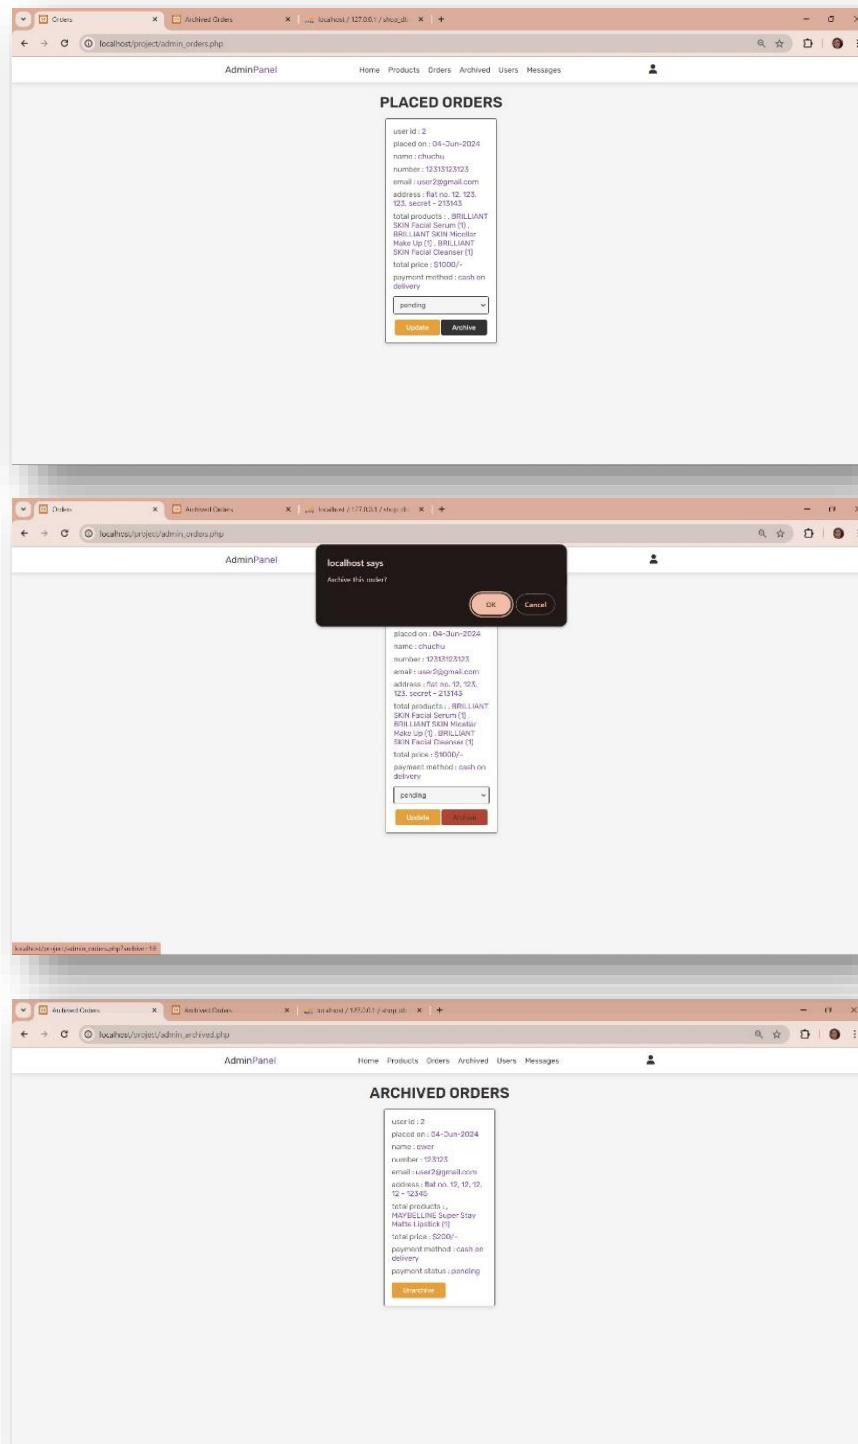 Orders
Archived Orders
localhost / 127.0.0.1 / shop_db
localhost/project/admin_orders.php
AdminPanel
Home Products Orders Archived Users Messages
PLACED ORDERS
user id : 2
placed on : 04-Jun-2024
name : chuchu
number : 12313123123
email : user2@gmail.com
address : flat no. 12, 123,
123, secret - 213143
total products : , BRILLIANT
SKIN Facial Serum (1) ,
BRILLIANT SKIN Micellar
Make Up (1) , BRILLIANT
SKIN Facial Cleanser (1)
total price : $1000/-
payment method : cash on
delivery
pending
Update Archive
Orders
Archived Orders
localhost / 127.0.0.1 / shop_db
localhost/project/admin_orders.php
AdminPanel
localhost says
Archive this order?
OK Cancel
placed on : 04-Jun-2024
name : chuchu
number : 12313123123
email : user2@gmail.com
address : flat no. 12, 123,
123, secret - 213143
total products : , BRILLIANT
SKIN Facial Serum (1) ,
BRILLIANT SKIN Micellar
Make Up (1) , BRILLIANT
SKIN Facial Cleanser (1)
total price : $1000/-
payment method : cash on
delivery
pending
Update Archive
Archived Orders
Archived Orders
localhost / 127.0.0.1 / shop_db
localhost/project/admin_archived.php
AdminPanel
Home Products Orders Archived Users Messages
ARCHIVED ORDERS
user id : 2
placed on : 04-Jun-2024
number : 123123
email : user2@gmail.com
address : flat no. 12, 12, 12,
12 - 12345
total products : ,
MAYBELLINE Super Stay
Matte Lipstick (1)
total price : $200/-
payment method : cash on
delivery
payment status : pending
Unarchive